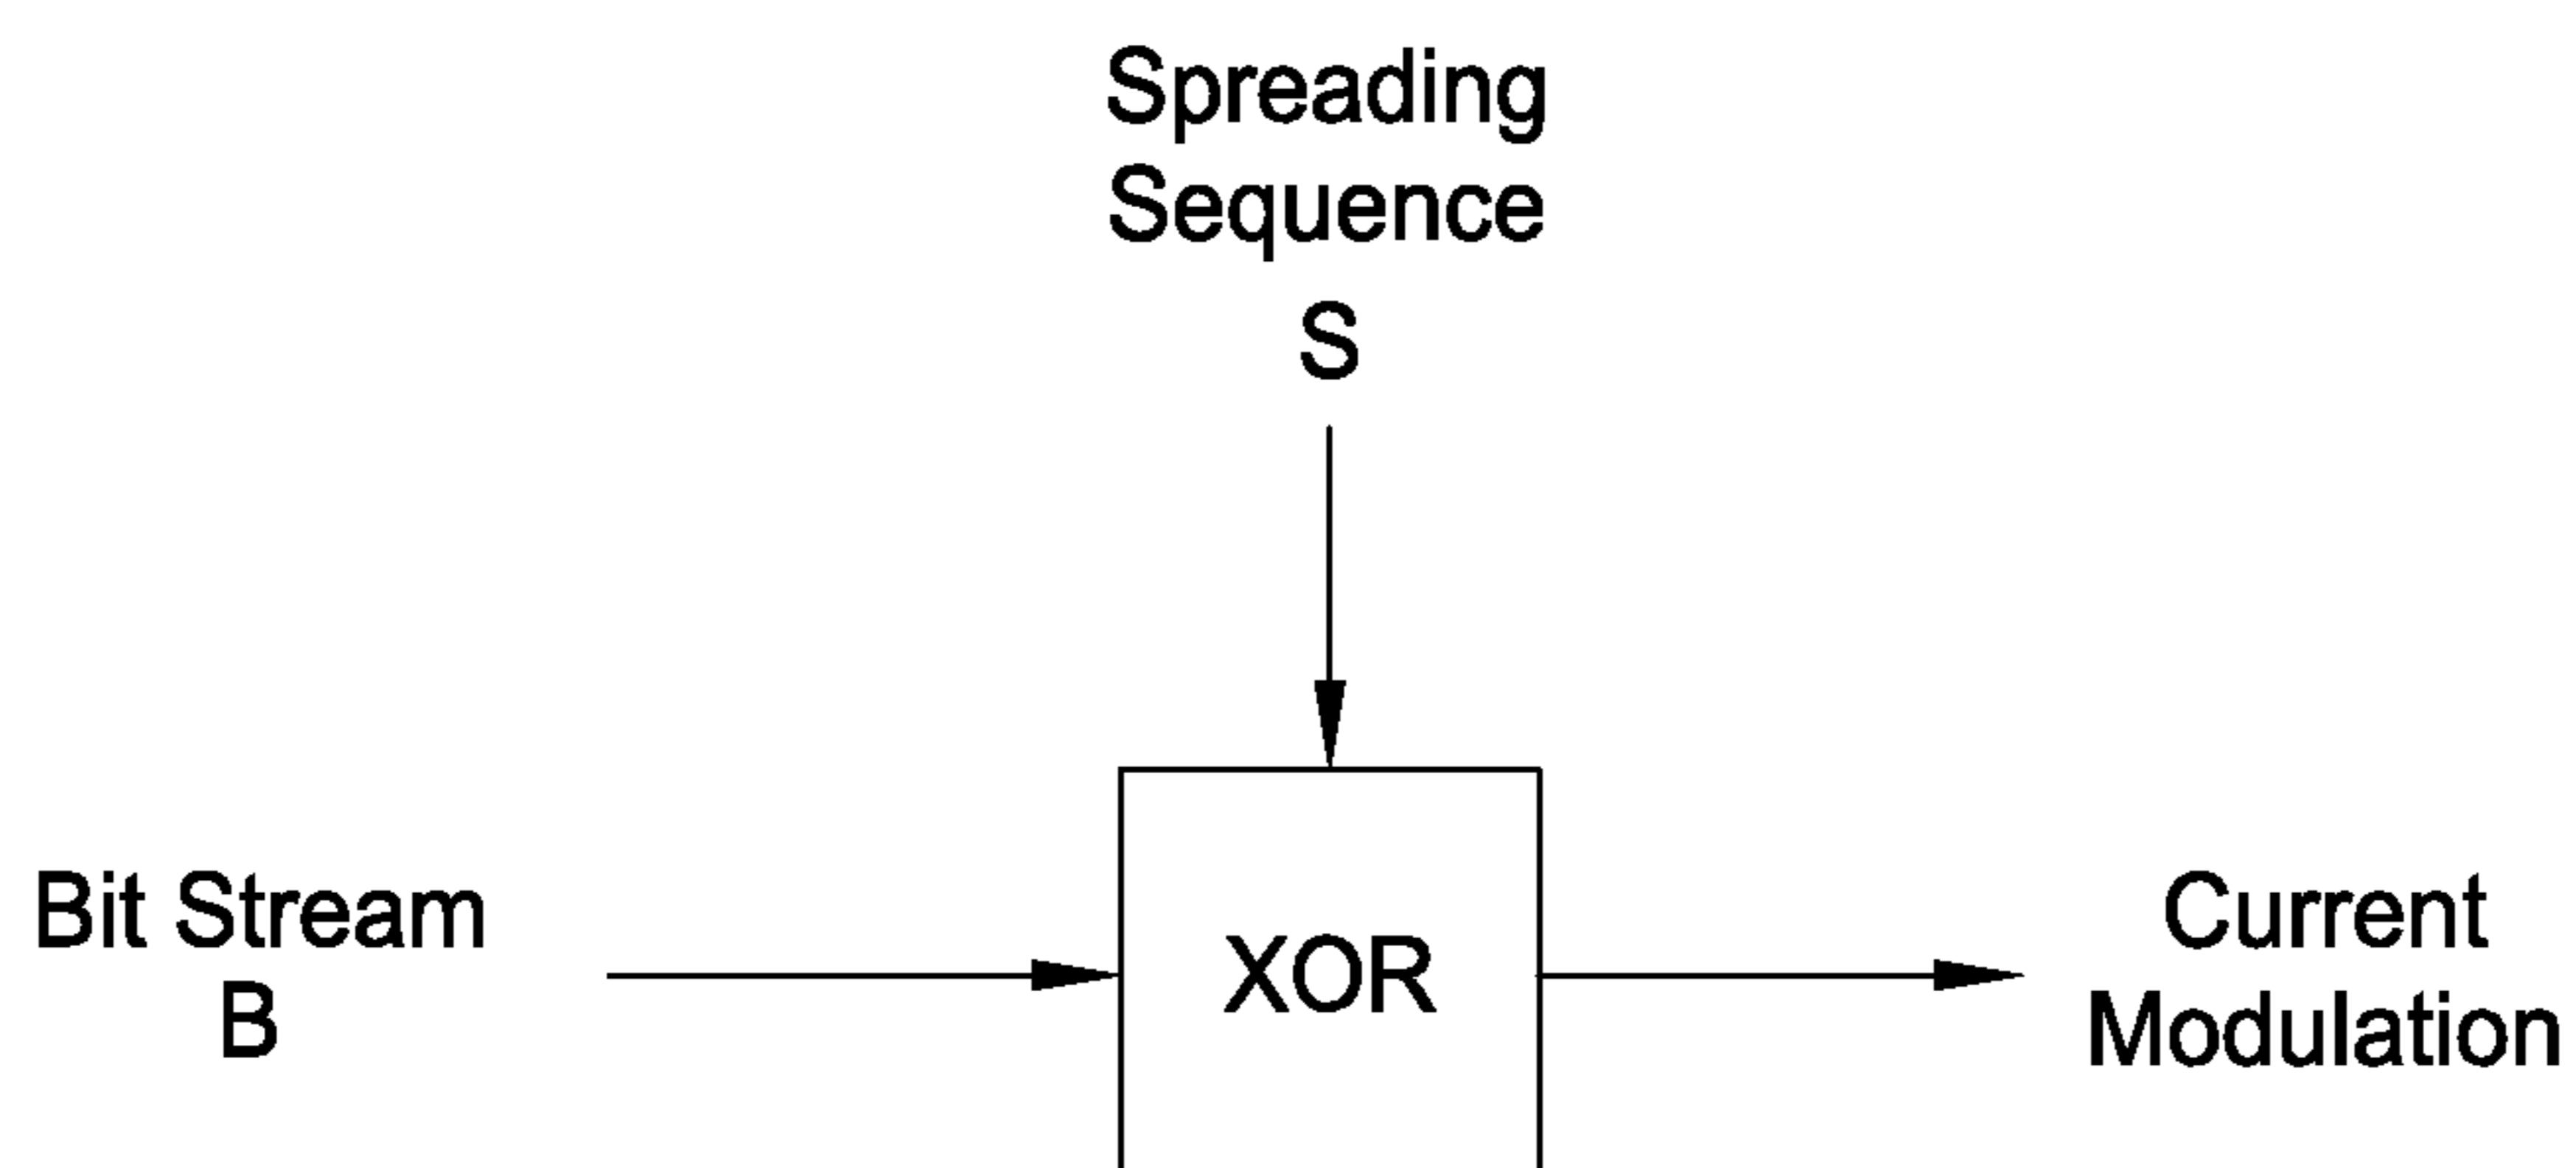 Spreading
Sequence
S
Bit Stream
B
XOR
Current
Modulation